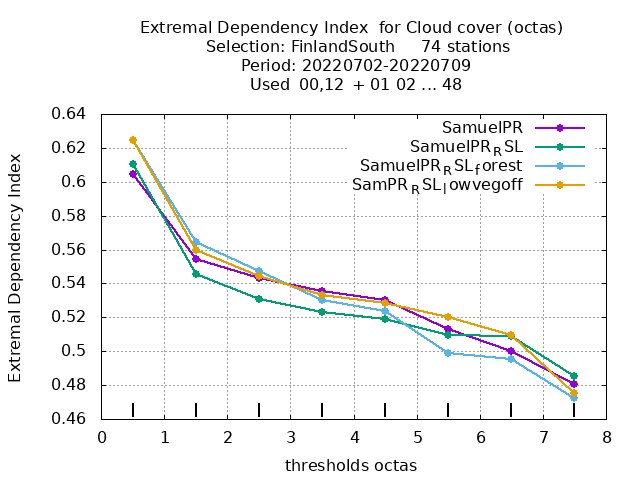 Extremal Dependency Index  for Cloud cover (octas)
Selection: FinlandSouth     74 stations
Period: 20220702-20220709
Used  00,12  + 01 02 ... 48
0.64
0.62
0.6
0.58
0.56
0.54
0.52
0.5
0.48
0.46
Extremal Dependency Index
SamuelPR
SamuelPR_RSL
SamuelPR_RSL_forest
SamPR_RSL_lowvegoff
0 1 2 3 4 5 6 7 8
thresholds octas